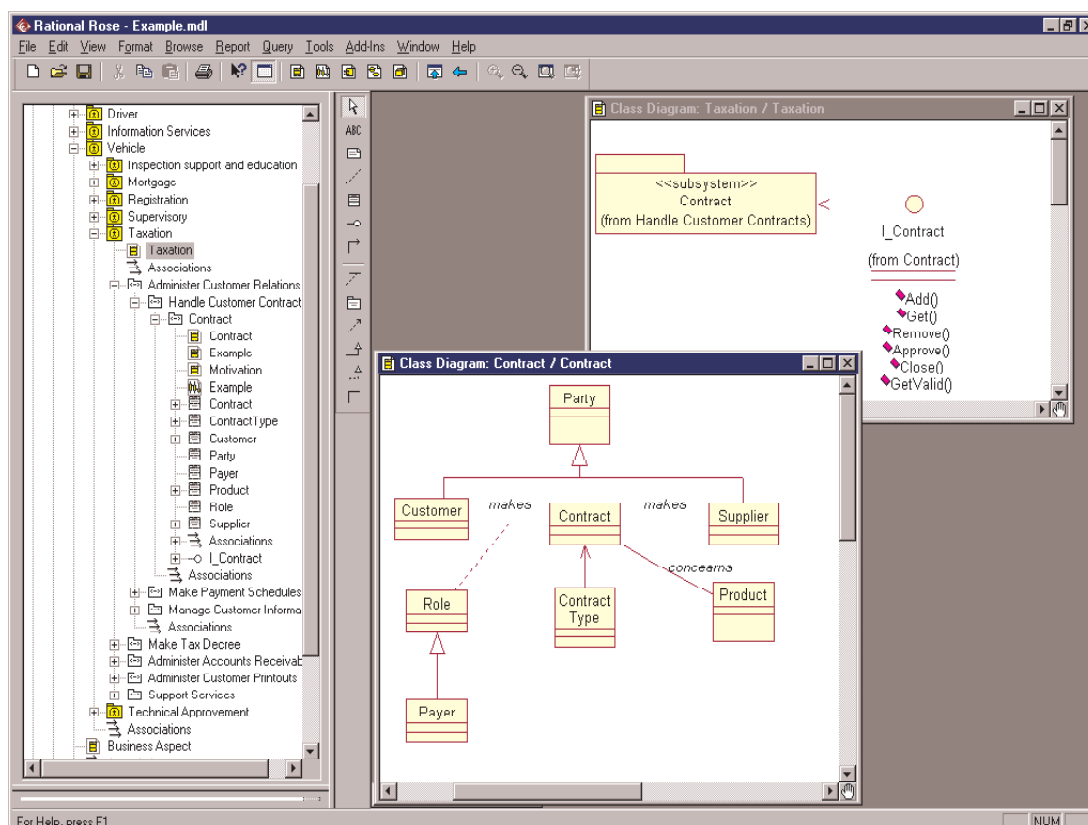 Rational Rose - Example.mdl
File Edit View Format Browse Report Query Tools Add-Ins Window Help
Driver
Information Services
Vehicle
Inspection support and education
Mortgage
Registration
Supervisory
Taxation
Taxation
Associations
Administer Customer Relations
Handle Customer Contract
Contract
Contract
Example
Motivation
Example
Contract
ContractType
Customer
Party
Payer
Product
Role
Supplier
Associations
I_Contract
Associations
Make Payment Schedules
Manage Customer Informa
Associations
Make Tax Decree
Administer Accounts Receivab
Administer Customer Printouts
Support Services
Technical Approvement
Associations
Business Aspect
ABC
Class Diagram: Taxation / Taxation
<<subsystem>>
Contract
(from Handle Customer Contracts)
I_Contract
(from Contract)
Add()
Get()
Remove()
Approve()
Close()
GetValid()
Class Diagram: Contract / Contract
Party
Customer
makes
Contract
makes
Supplier
concerns
Role
Contract
Type
Product
Payer
For Help, press F1
NUM